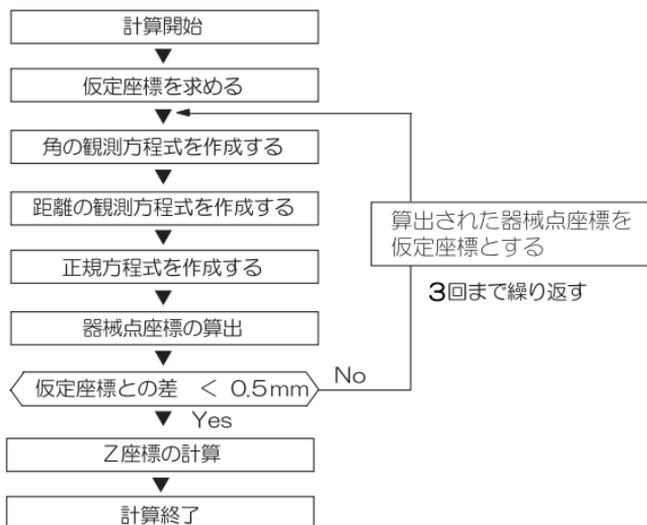 計算開始
仮定座標を求める
角の観測方程式を作成する
距離の観測方程式を作成する
正規方程式を作成する
器械点座標の算出
仮定座標との差 < 0.5mm
No
Yes
Z座標の計算
計算終了
算出された器械点座標を
仮定座標とする
3回まで繰り返す